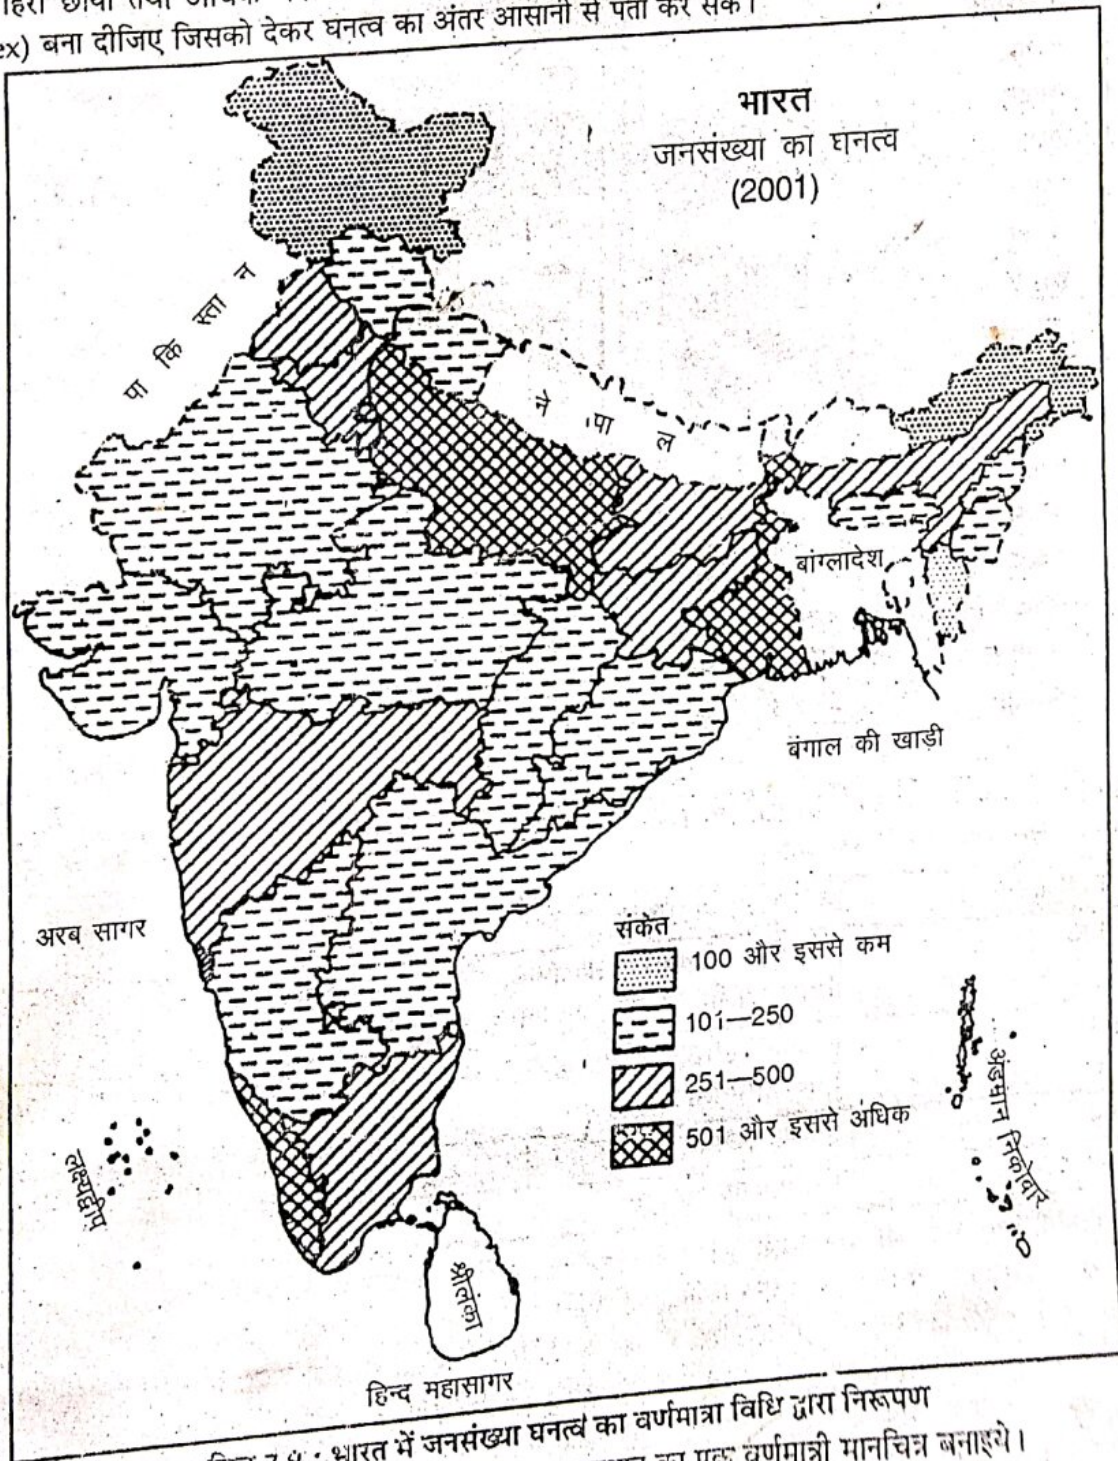 ex) बना दीजिए जिसको देकर घनत्व का अंतर आसानी से पता कर सकें।
भारत
जनसंख्या का घनत्व
(2001)
पा कि स्ता न
ने पा ल
बांग्लादेश
बंगाल की खाड़ी
अरब सागर
संकेत
100 और इससे कम
101—250
251—500
501 और इससे अधिक
अंडमान निकोबार
लक्ष्यद्वीप
श्रीलंका
हिन्द महासागर
भारत में जनसंख्या घनत्व का वर्णमात्रा विधि द्वारा निरूपण
का एक वर्णमात्री मानचित्र बनाइये।